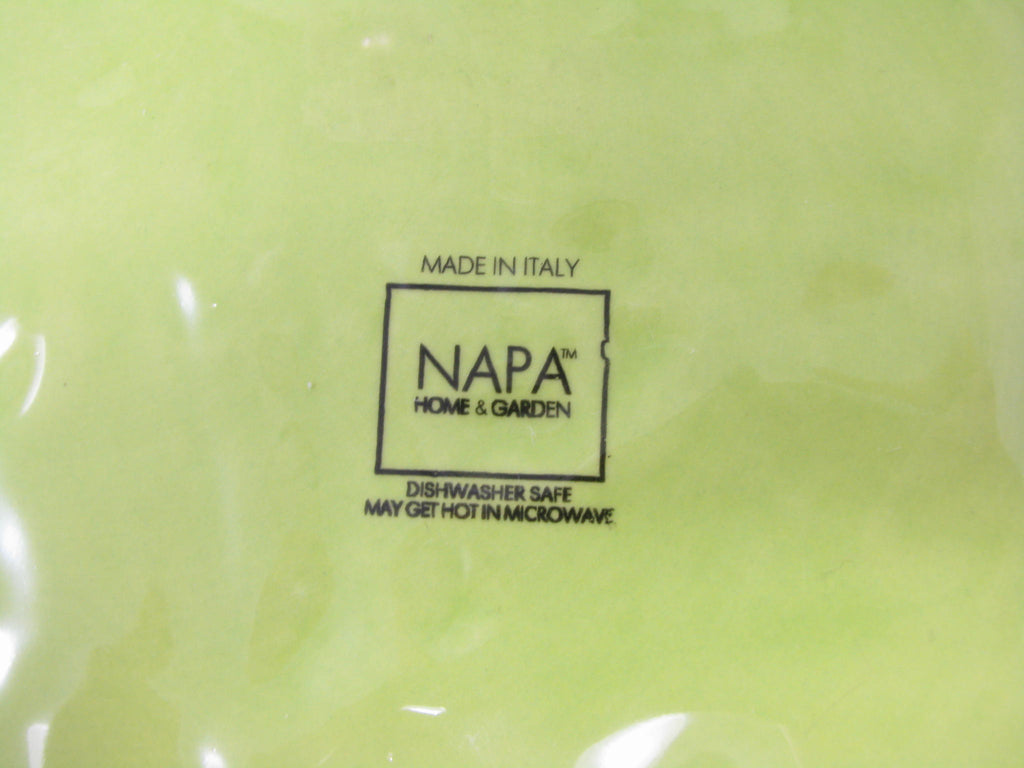 MADE IN ITALY
NAPA™
HOME & GARDEN
DISHWASHER SAFE
MAY GET HOT IN MICROWAVE